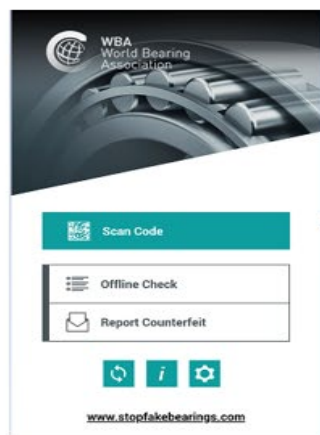 WBA
World Bearing
Association
Scan Code
Offline Check
Report Counterfeit
i
www.stopfakebearings.com